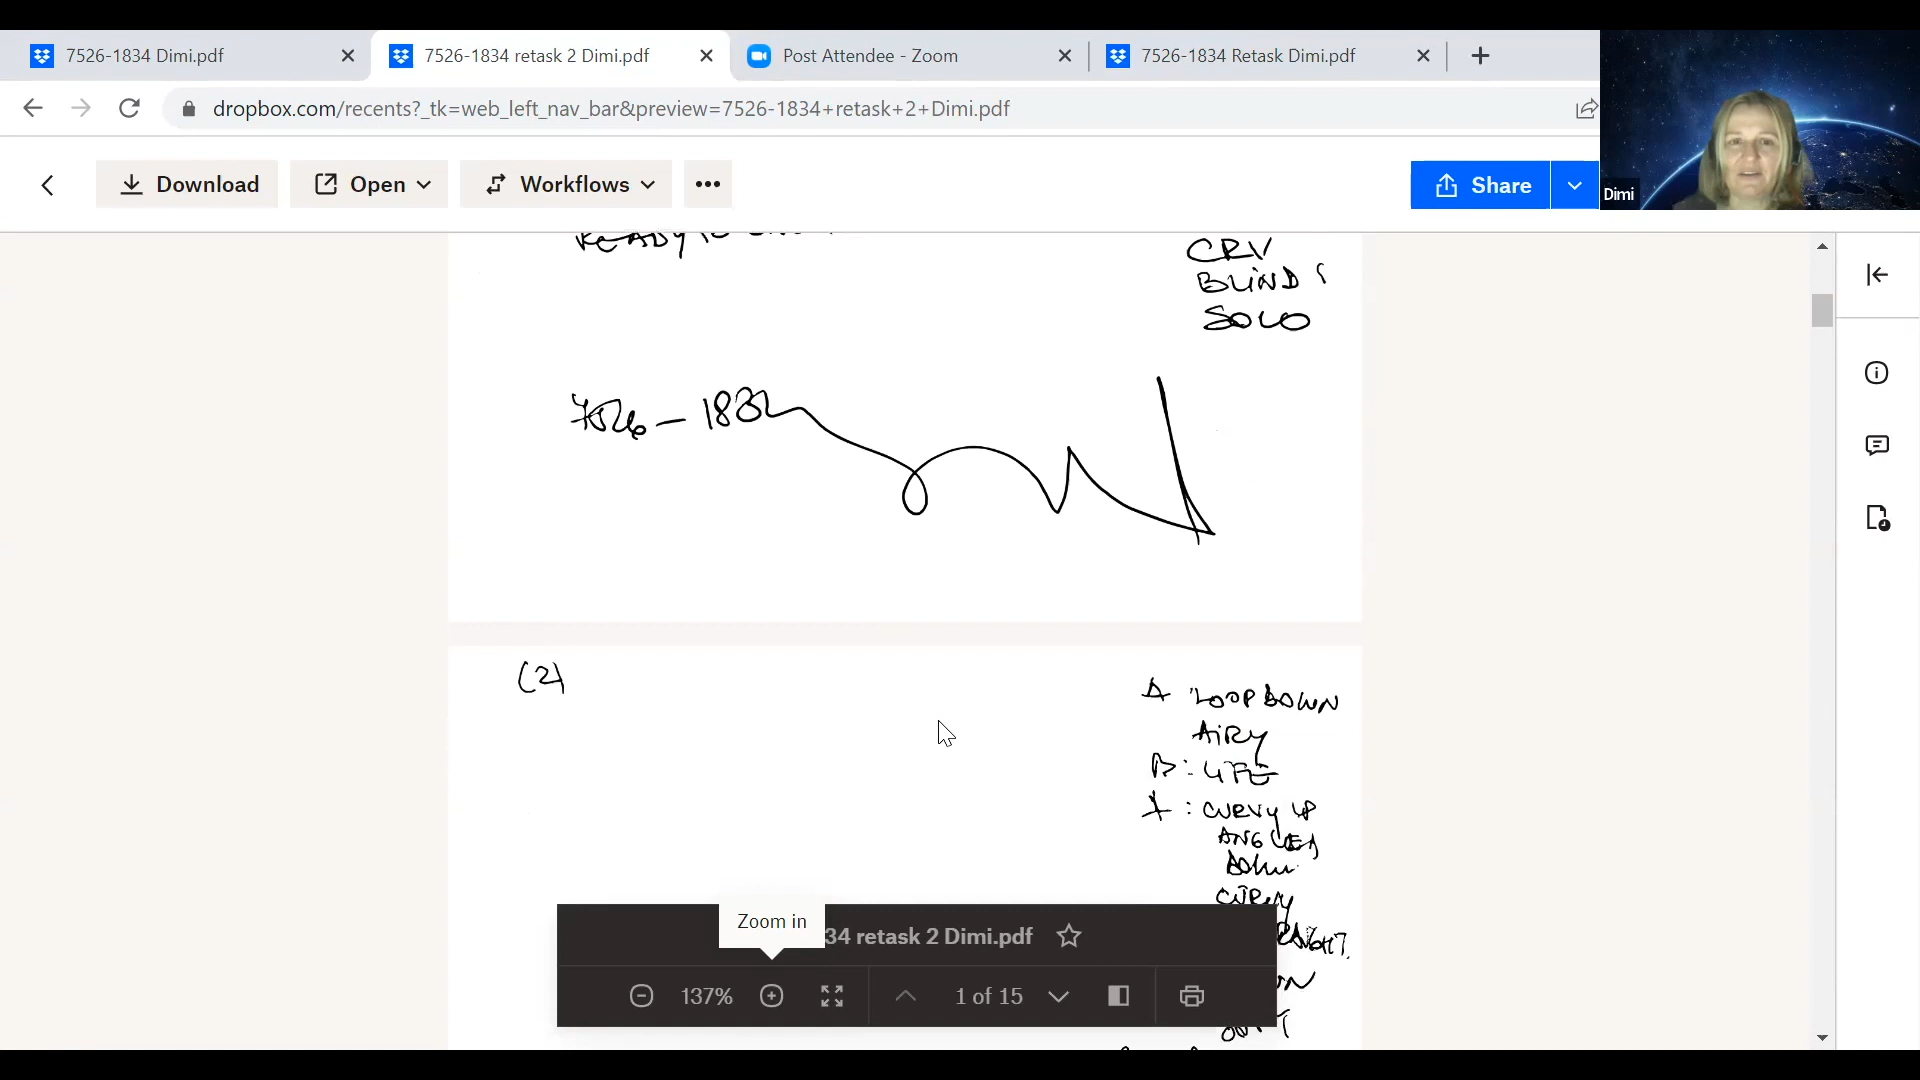 7526-1834 Dimi.pdf
7526-1834 retask 2 Dimi.pdf
Post Attendee - Zoom
7526-1834 Retask Dimi.pdf
dropbox.com/recents?_tk=web_left_nav_bar&preview=7526-1834+retask+2+Dimi.pdf
Download
Open
Workflows
Share
Dimi
CRV
BLIND
SOLO
7526 - 183
(2)
A LOOP DOWN
AIRY
B: LIFE
I : CURVY UP
ANGLED
DOWN
CURVY
Zoom in
34 retask 2 Dimi.pdf
137%
1 of 15